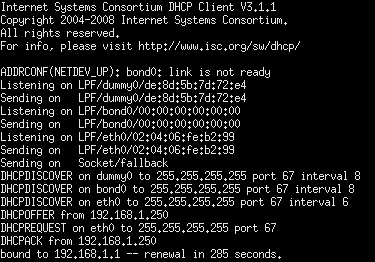 Internet Systems Consortium DHCP Client V3.1.1
Copyright 2004-2008 Internet Systems Consortium.
All rights reserved.
For info, please visit http://www.isc.org/sw/dhcp/

ADDRCONF(NETDEV_UP): bond0: link is not ready
Listening on LPF/dummy0/de:8d:5b:7d:72:e4
Sending on   LPF/dummy0/de:8d:5b:7d:72:e4
Listening on LPF/bond0/00:00:00:00:00:00
Sending on   LPF/bond0/00:00:00:00:00:00
Listening on LPF/eth0/02:04:06:fe:b2:99
Sending on   LPF/eth0/02:04:06:fe:b2:99
Sending on   Socket/fallback
DHCPDISCOVER on dummy0 to 255.255.255.255 port 67 interval 8
DHCPDISCOVER on bond0 to 255.255.255.255 port 67 interval 8
DHCPDISCOVER on eth0 to 255.255.255.255 port 67 interval 6
DHCPOFFER from 192.168.1.250
DHCPREQUEST on eth0 to 255.255.255.255 port 67
DHCPACK from 192.168.1.250
bound to 192.168.1.1 -- renewal in 285 seconds.